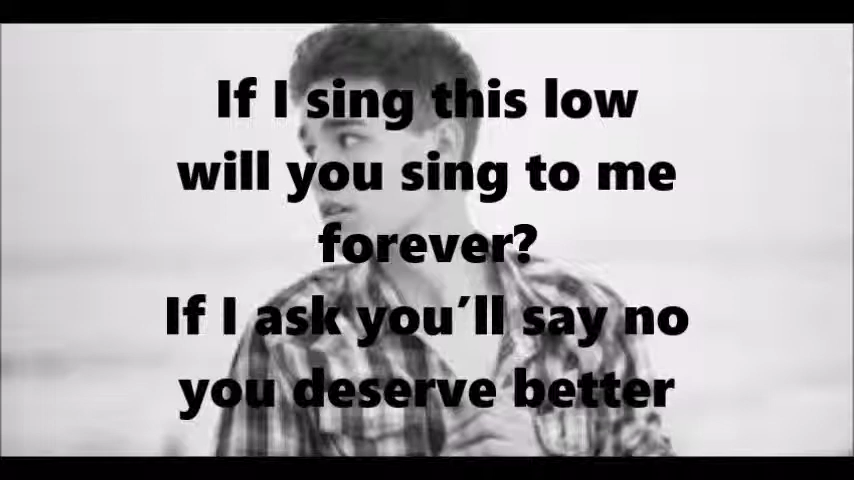 If I sing this low
will you sing to me
forever?
If I ask you’ll say no
you deserve better